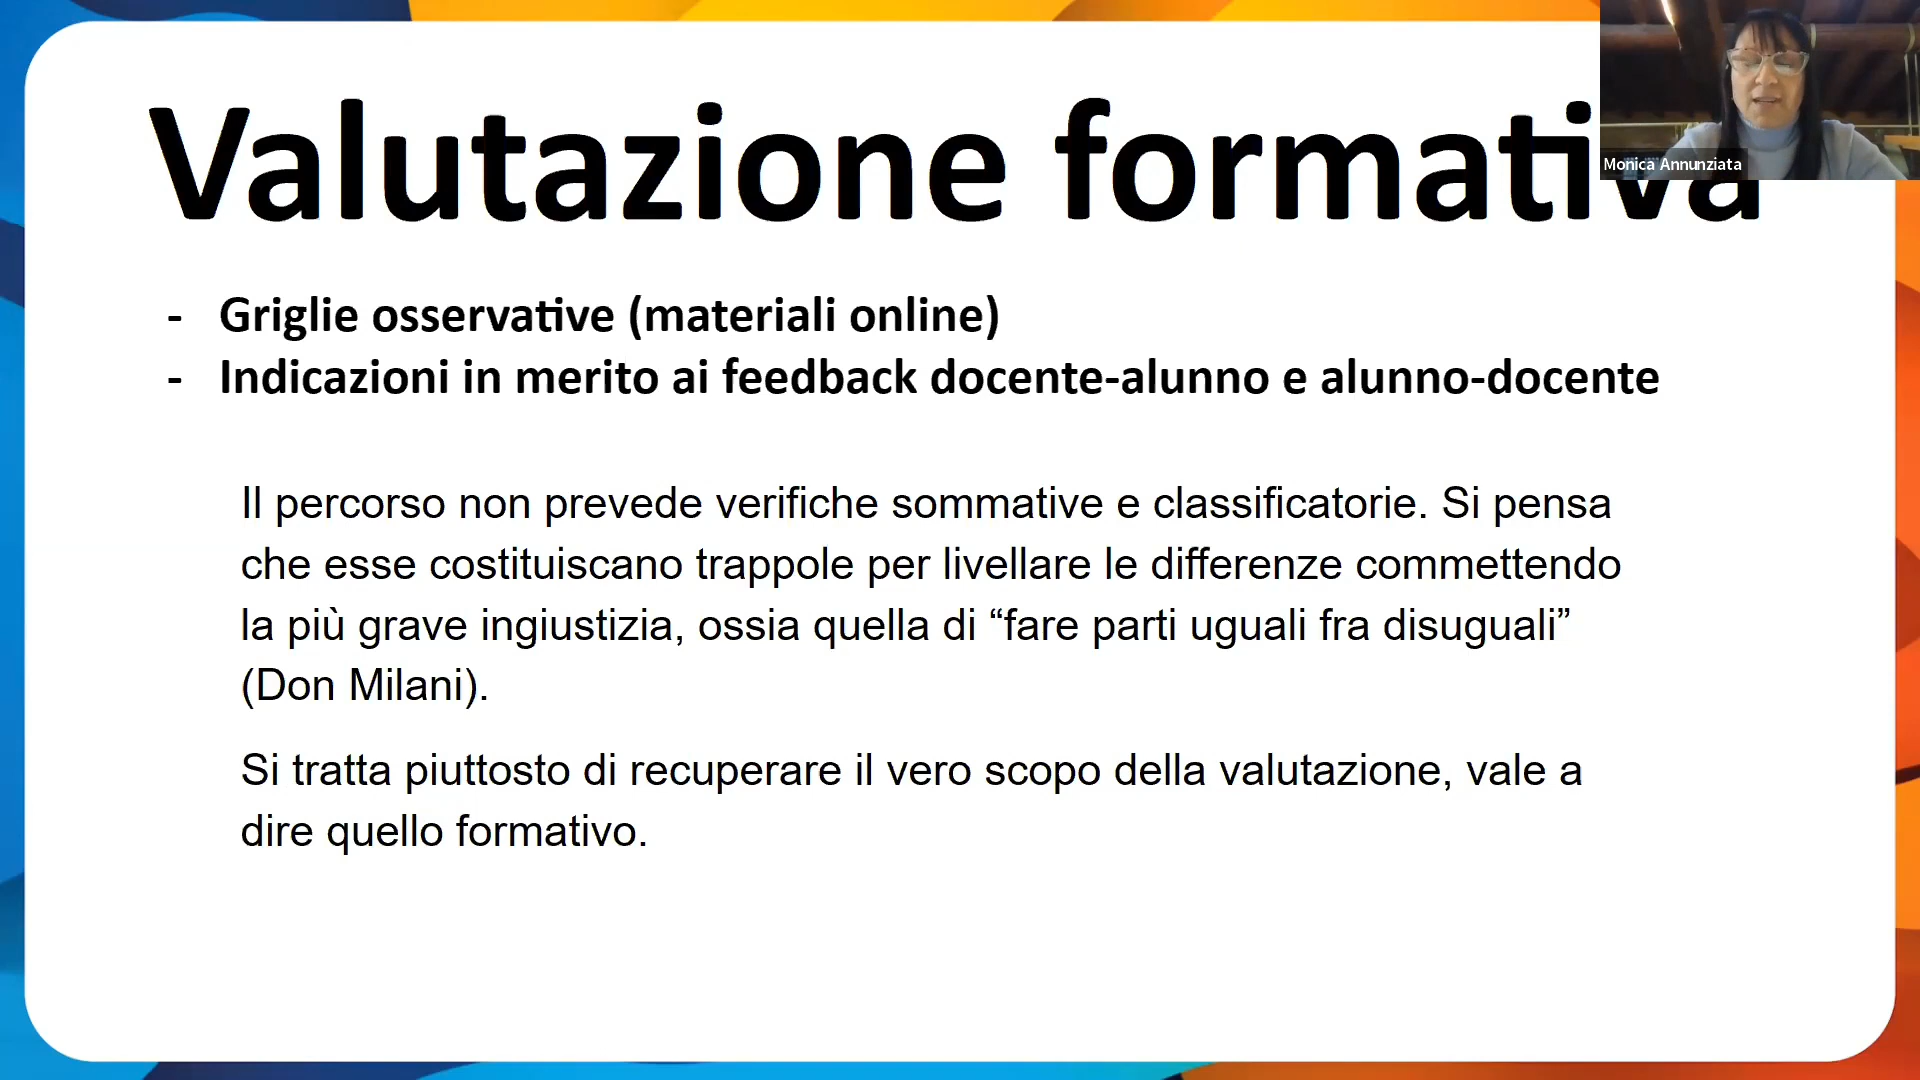 Valutazione formativa
Monica Annunziata
- Griglie osservative (materiali online)
- Indicazioni in merito ai feedback docente-alunno e alunno-docente
Il percorso non prevede verifiche sommative e classificatorie. Si pensa
che esse costituiscano trappole per livellare le differenze commettendo
la più grave ingiustizia, ossia quella di “fare parti uguali fra disuguali”
(Don Milani).
Si tratta piuttosto di recuperare il vero scopo della valutazione, vale a
dire quello formativo.